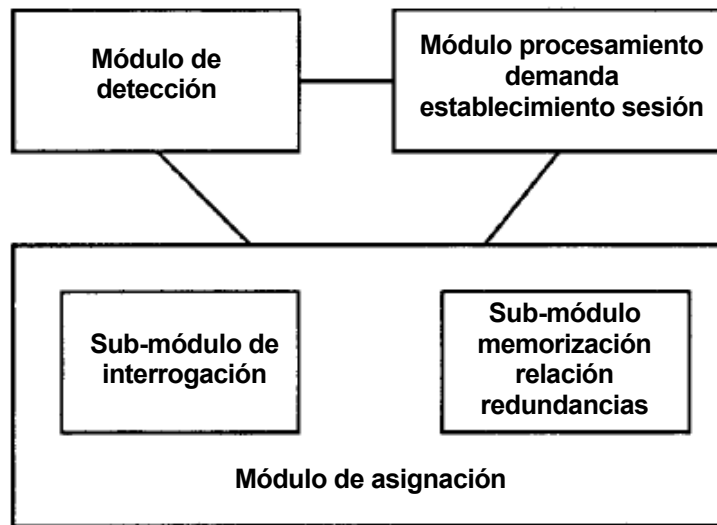 Módulo de
detección
Módulo procesamiento
demanda
establecimiento sesión
Sub-módulo de
interrogación
Sub-módulo
memorización
relación
redundancias
Módulo de asignación